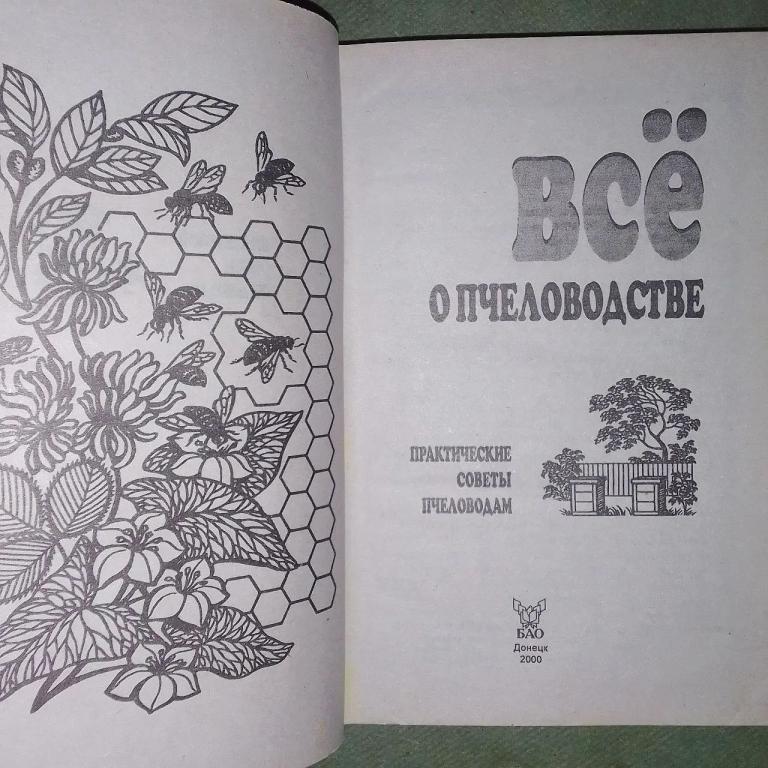 Всё
О ПЧЕЛОВОДСТВЕ
ПРАКТИЧЕСКИЕ
СОВЕТЫ
ПЧЕЛОВОДАМ
БАО
Донецк
2000